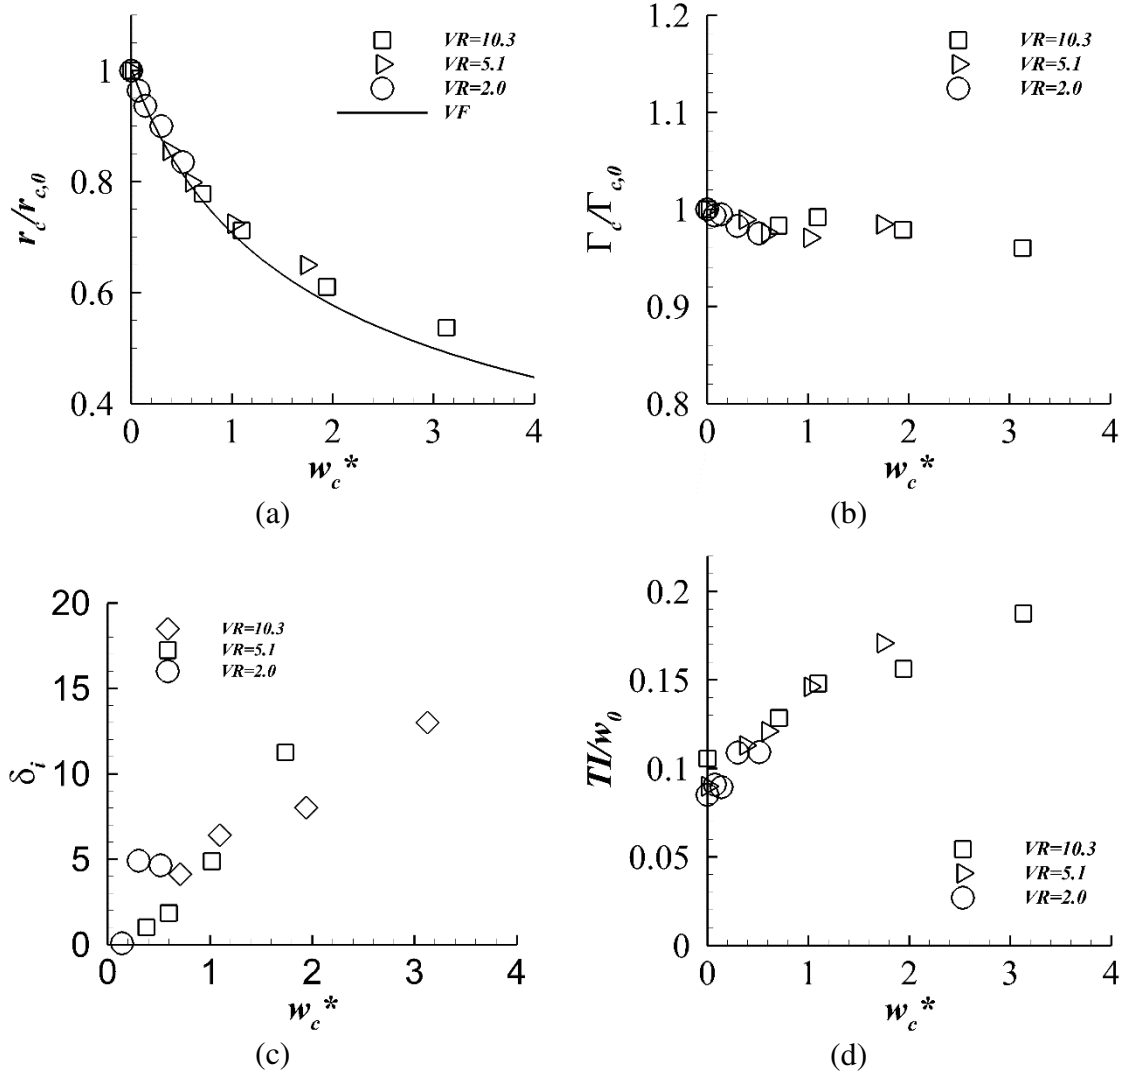 VR=10.3
VR=5.1
VR=2.0
VF
1
0.8
0.6
0.4
0 1 2 3 4
r_c/r_{c,0}
w_c*
(a)
VR=10.3
VR=5.1
VR=2.0
1.2
1.1
1
0.9
0.8
0 1 2 3 4
Γ_c/Γ_{c,0}
w_c*
(b)
VR=10.3
VR=5.1
VR=2.0
20
15
10
5
0
0 1 2 3 4
δ_i
w_c*
(c)
0.2
0.15
0.1
0.05
0
0 1 2 3 4
TI/w_0
VR=10.3
VR=5.1
VR=2.0
w_c*
(d)